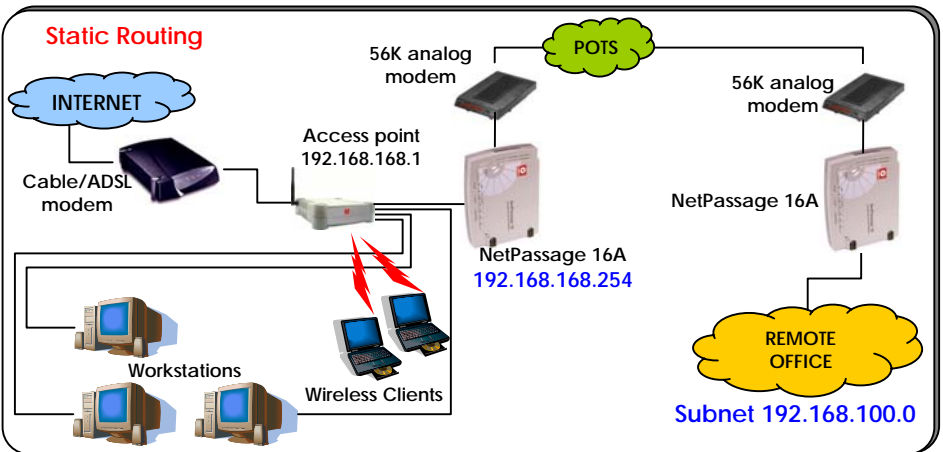 Static Routing
56K analog
modem
POTS
56K analog
modem
INTERNET
Access point
192.168.168.1
Cable/ADSL
modem
NetPassage 16A
NetPassage 16A
192.168.168.254
Workstations
Wireless Clients
REMOTE
OFFICE
Subnet 192.168.100.0